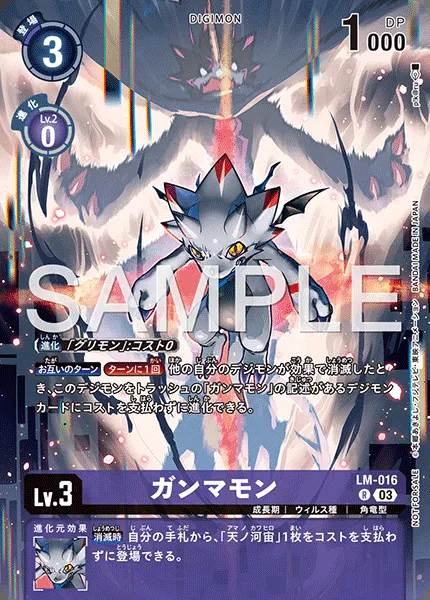 DIGIMON
登場
3
DP
1000
進化
Lv.2
0
SAMPLE
進化 「グリモン」:コスト0
お互いのターン ターンに1回 他の自分のデジモンが効果で消滅したと
き、このデジモンをトラッシュの「ガンマモン」の記述があるデジモン
カードにコストを支払わずに進化できる。
Lv.3
ガンマモン
LM-016
R 03
成長期 ウィルス種 角竜型
進化元効果
消滅時 自分の手札から、「天ノ河宙」1枚をコストを支払わ
ずに登場できる。
©本郷あきよし・フジテレビ・東映アニメーション BANDAI MADE IN JAPAN
NOT FOR SALE